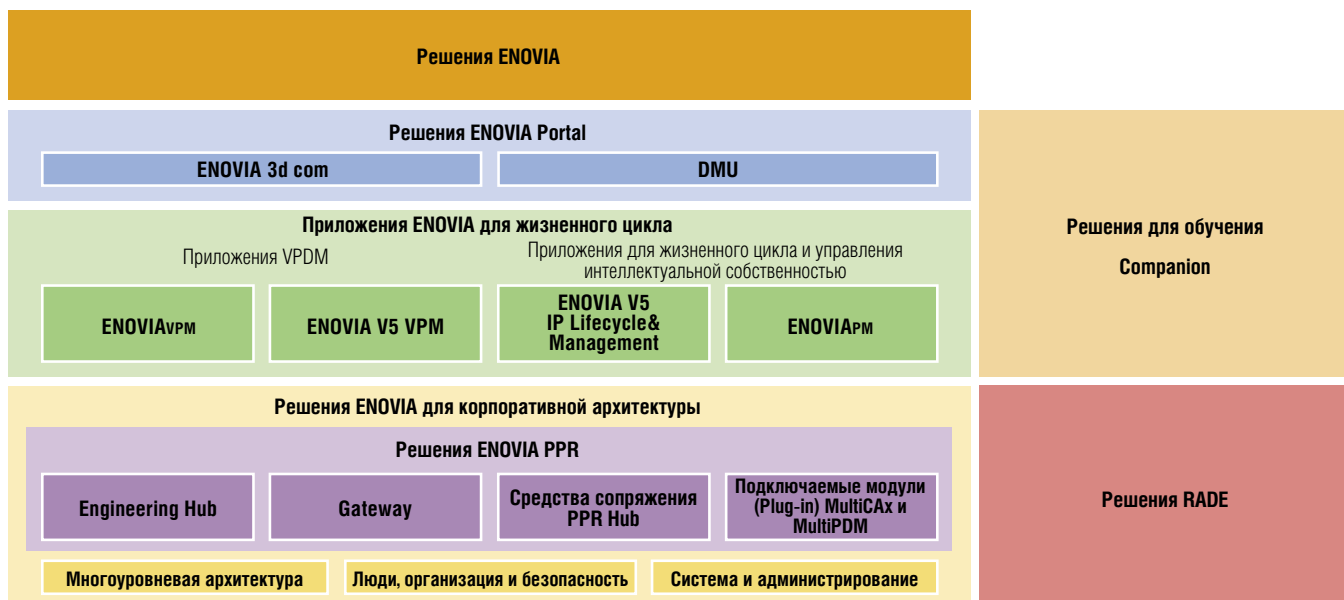 Решения ENOVIA
Решения ENOVIA Portal
ENOVIA 3d com
DMU
Приложения ENOVIA для жизненного цикла
Приложения VPDM
Приложения для жизненного цикла и управления
интеллектуальной собственностью
ENOVIAVPM
ENOVIA V5 VPM
ENOVIA V5
IP Lifecycle&
Management
ENOVIAPM
Решения для обучения
Companion
Решения ENOVIA для корпоративной архитектуры
Решения ENOVIA PPR
Engineering Hub
Gateway
Средства сопряжения
PPR Hub
Подключаемые модули
(Plug-in) MultiCAx и
MultiPDM
Многоуровневая архитектура
Люди, организация и безопасность
Система и администрирование
Решения RADE